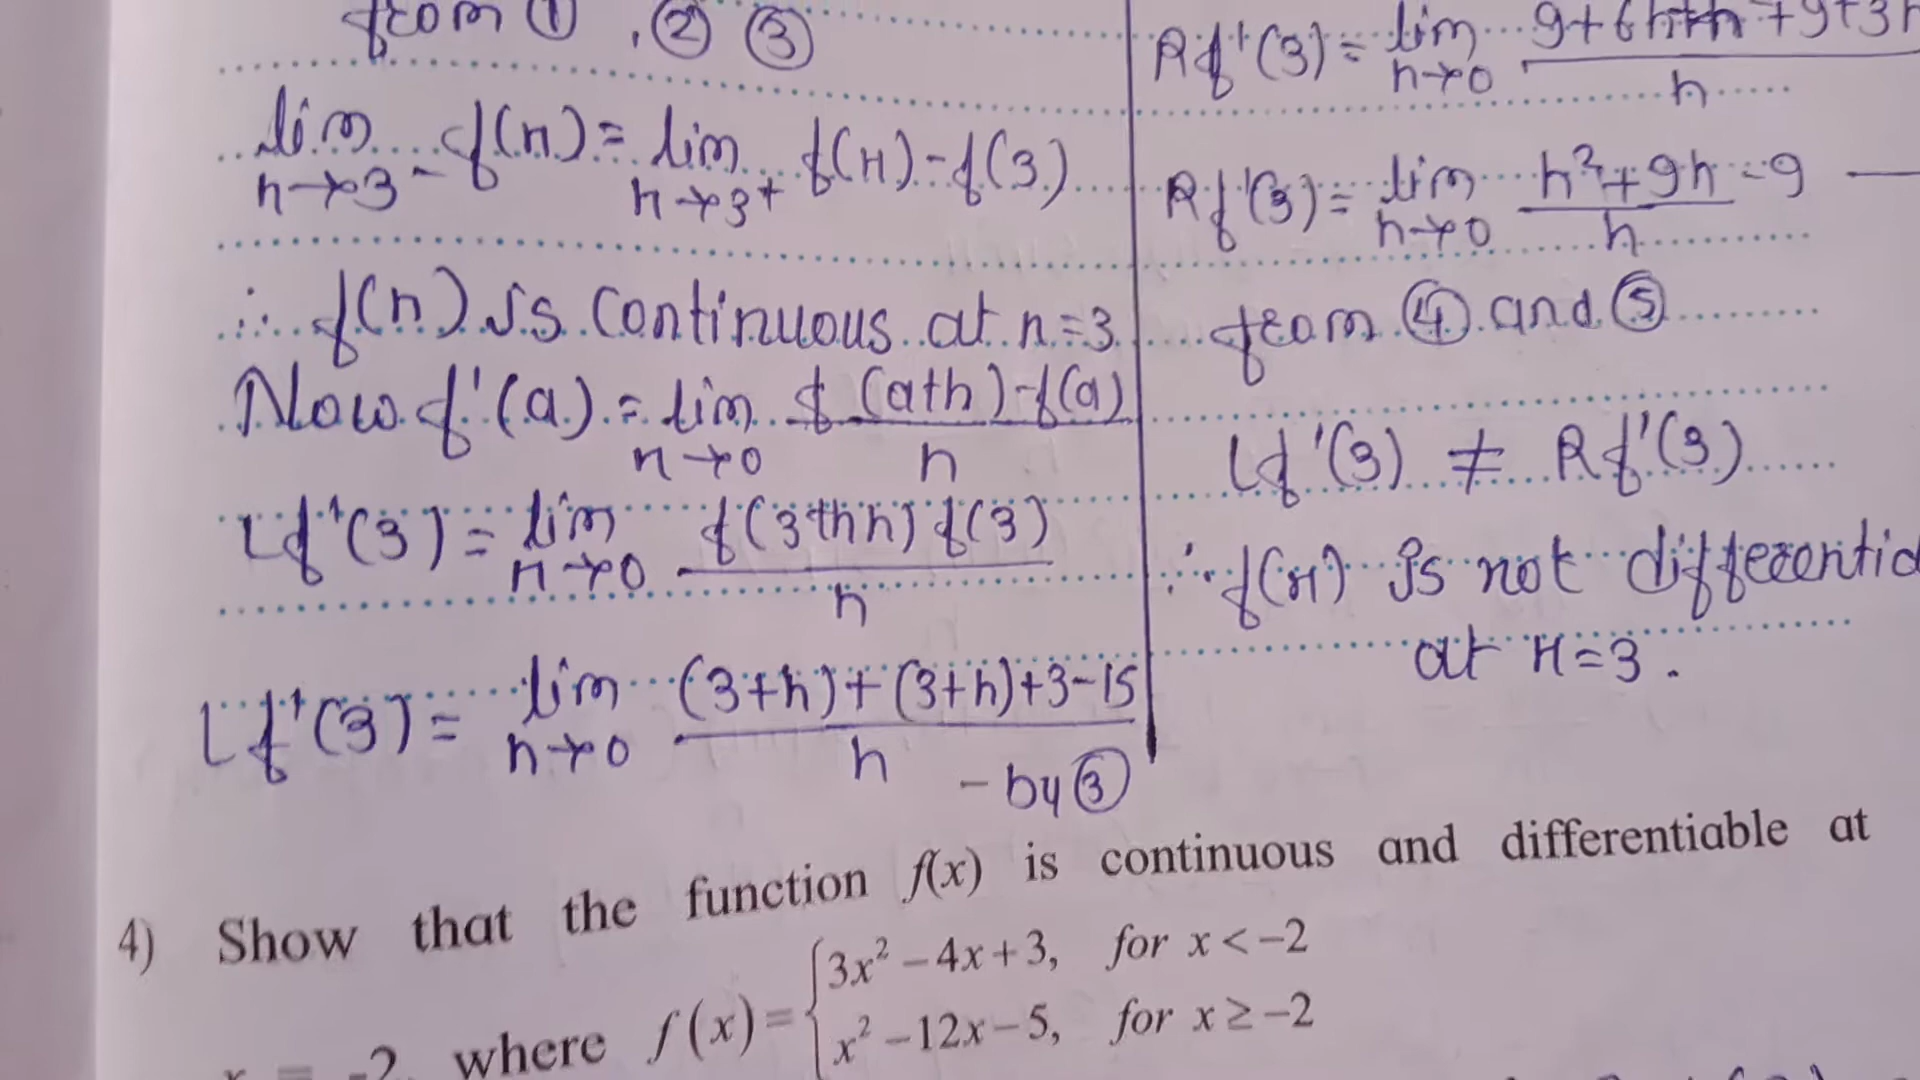 from ① , ② ③
lim f(x) = lim f(x) - f(3)
x→3⁻ x→3⁺
∴ f(x) is continuous at x=3
Now f'(a) = lim f(a+h)-f(a)
h→0 h
Lf'(3) = lim f(3+h) f(3)
h→0 h
Lf'(3) = lim (3+h)+(3+h)+3-15
h→0 h - by ③
Rf'(3) = lim
h→0 h
Rf'(3) = lim h²+9h-9
h→0 h
from ④ and ⑤
Lf'(3) ≠ Rf'(3)
∴ f(x) is not
at x=3.
4) Show that the function f(x) is continuous and differentiable at
x = -2, where f(x) = { 3x² – 4x + 3, for x < –2
x² – 12x – 5, for x ≥ –2